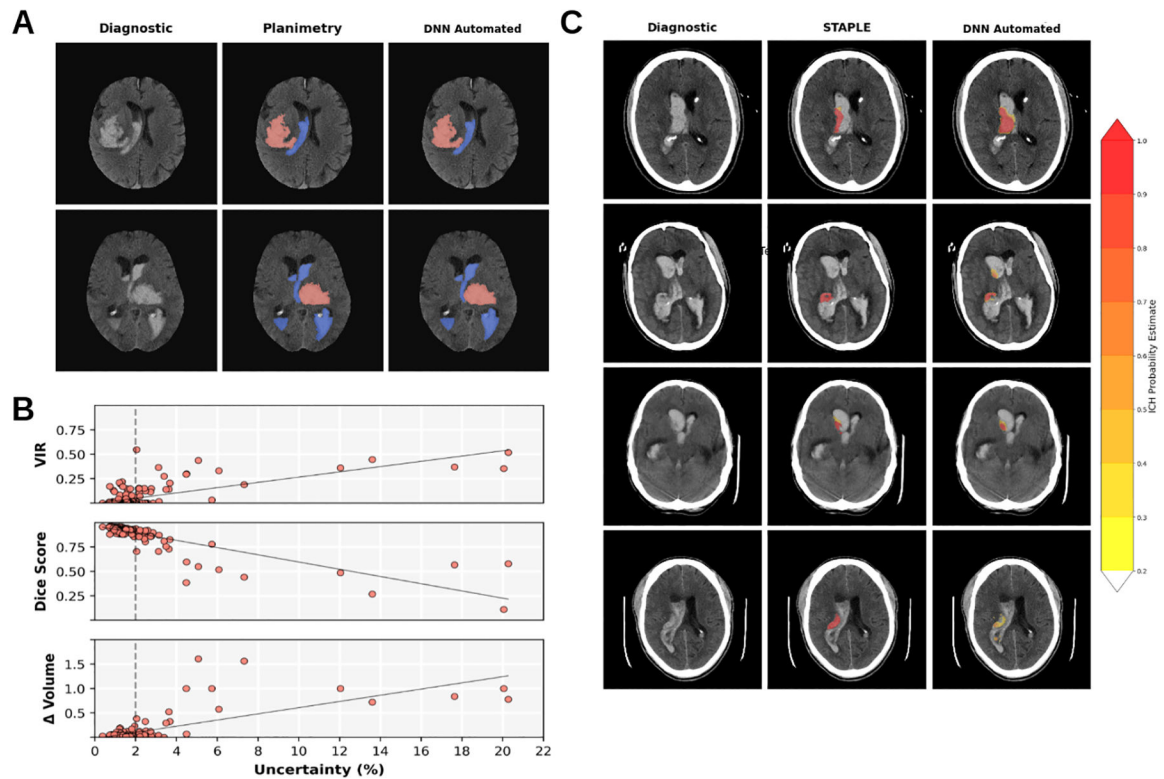 A
Diagnostic
Planimetry
DNN Automated
B
VIR
0.75
0.50
0.25
Dice Score
0.75
0.50
0.25
Δ Volume
1.5
1.0
0.5
0
2
4
6
8
10
12
14
16
18
20
22
Uncertainty (%)
C
Diagnostic
STAPLE
DNN Automated
Te
1.0
0.9
0.8
0.7
0.6
0.5
0.4
0.3
0.2
ICH Probability Estimate